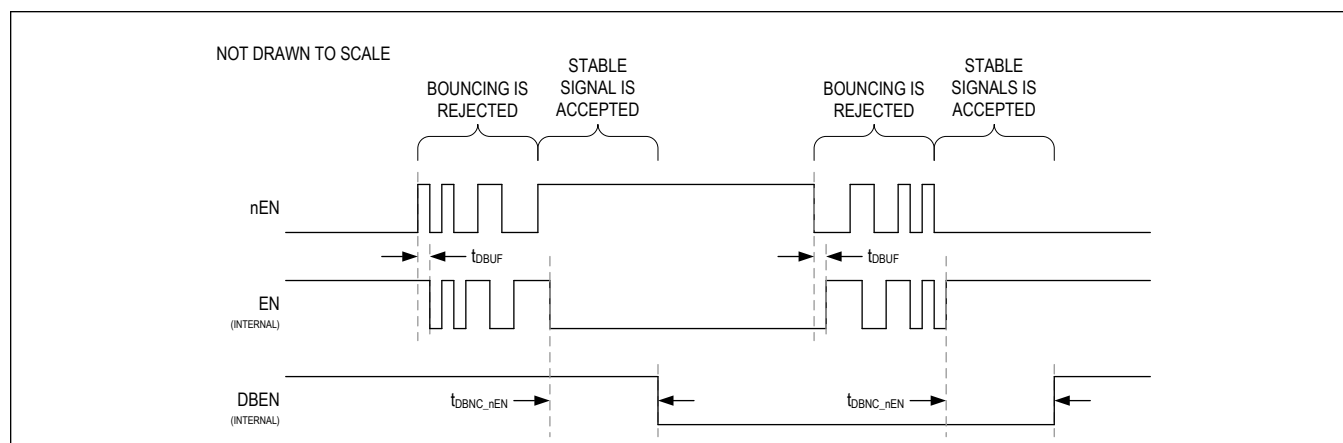 NOT DRAWN TO SCALE
BOUNCING IS
REJECTED
STABLE
SIGNAL IS
ACCEPTED
BOUNCING IS
REJECTED
STABLE
SIGNALS IS
ACCEPTED
nEN
tDBUF
tDBUF
EN
(INTERNAL)
DBEN
(INTERNAL)
tDBNC_nEN
tDBNC_nEN